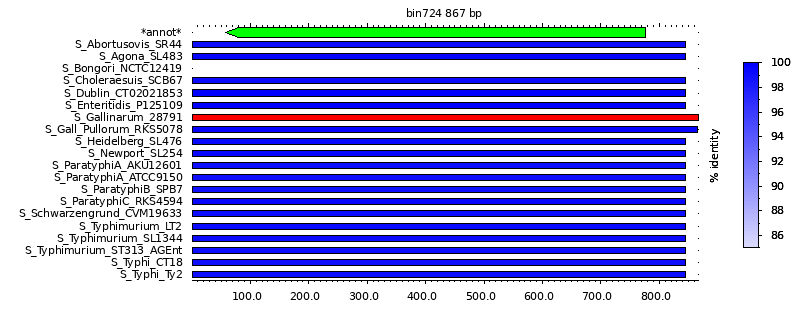 bin724 867 bp
*annot*
S_Abortusovis_SR44
S_Agona_SL483
S_Bongori_NCTC12419
S_Choleraesuis_SCB67
S_Dublin_CT02021853
S_Enteritidis_P125109
S_Gallinarum_28791
S_Gall_Pullorum_RKS5078
S_Heidelberg_SL476
S_Newport_SL254
S_ParatyphiA_AKU12601
S_ParatyphiA_ATCC9150
S_ParatyphiB_SPB7
S_ParatyphiC_RKS4594
S_Schwarzengrund_CVM19633
S_Typhimurium_LT2
S_Typhimurium_SL1344
S_Typhimurium_ST313_AGEnt
S_Typhi_CT18
S_Typhi_Ty2
100.0 200.0 300.0 400.0 500.0 600.0 700.0 800.0
% identity
100
98
96
94
92
90
88
86